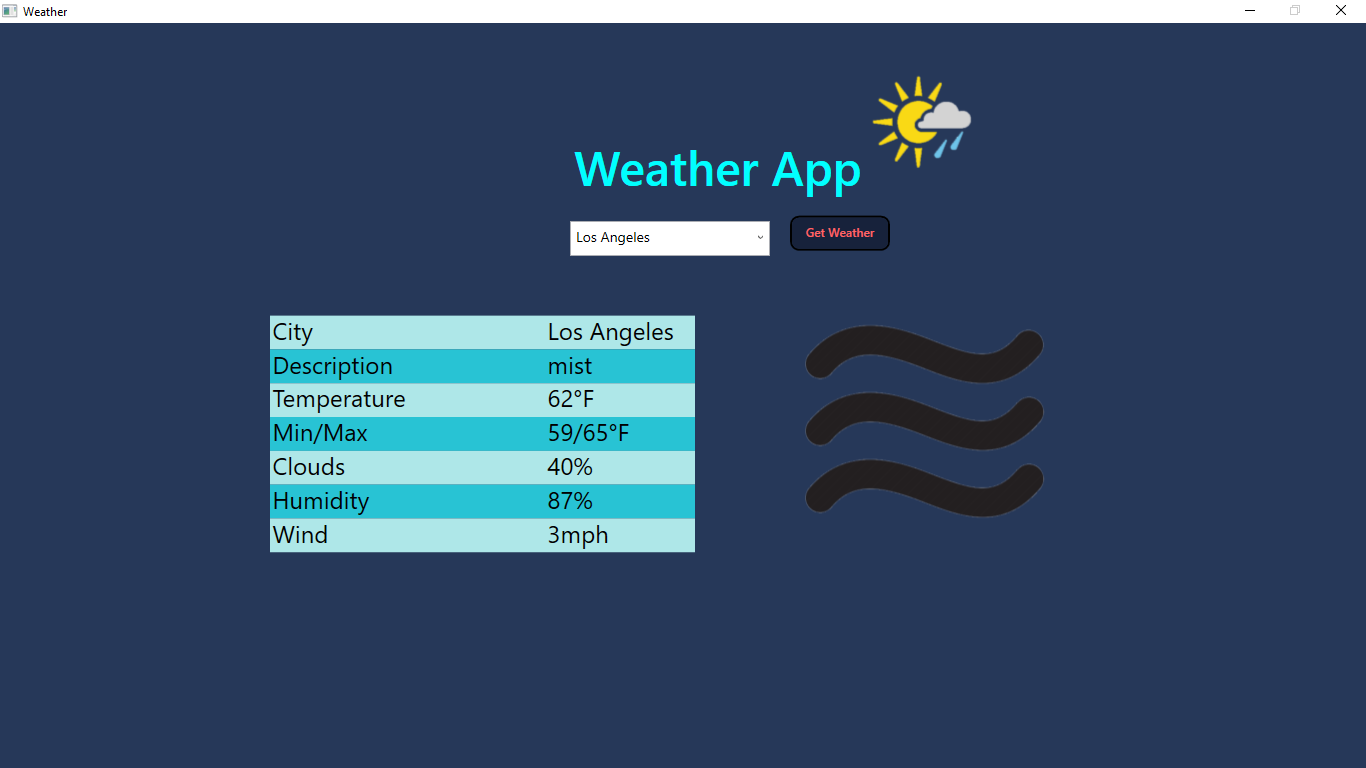 Weather
Weather App
Los Angeles
Get Weather
City Los Angeles
Description mist
Temperature 62°F
Min/Max 59/65°F
Clouds 40%
Humidity 87%
Wind 3mph